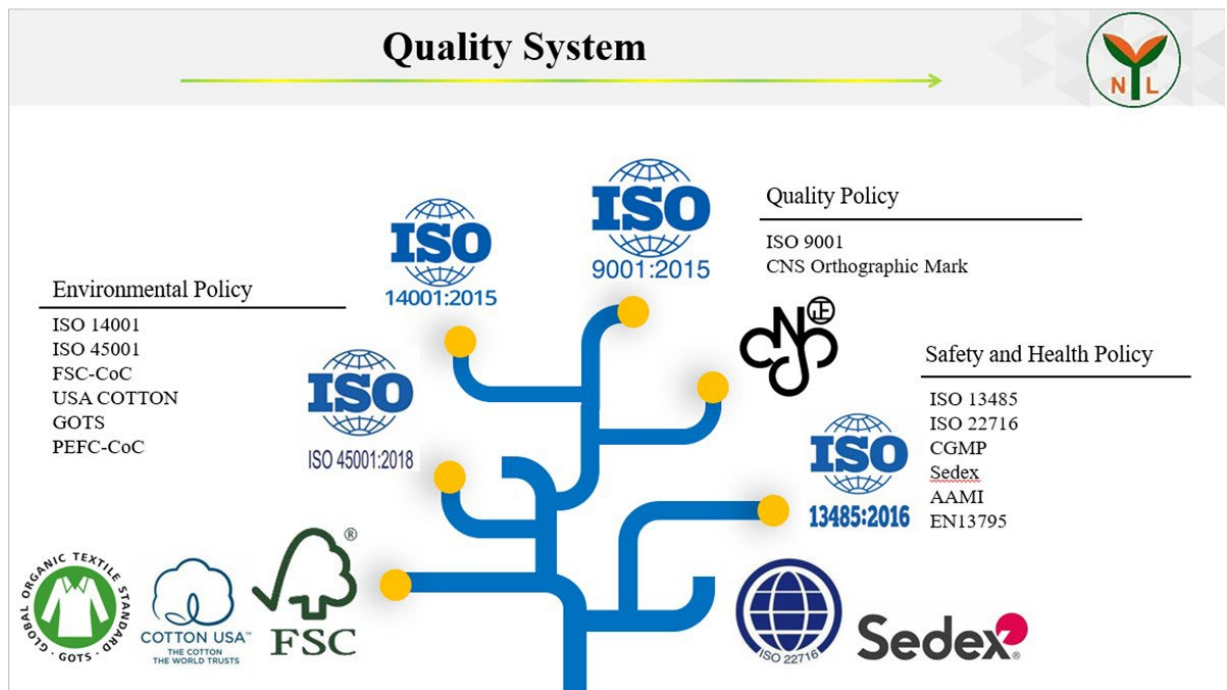 Quality System
N L
ISO
9001:2015
Quality Policy
ISO 9001
CNS Orthographic Mark
ISO
14001:2015
Environmental Policy
ISO 14001
ISO 45001
FSC-CoC
USA COTTON
GOTS
PEFC-CoC
ISO
ISO 45001:2018
CNS 正
Safety and Health Policy
ISO 13485
ISO 22716
CGMP
Sedex
AAMI
EN13795
ISO
13485:2016
GLOBAL ORGANIC TEXTILE STANDARD
· GOTS ·
COTTON USA™
THE COTTON
THE WORLD TRUSTS
®
FSC
ISO 22716
Sedex®